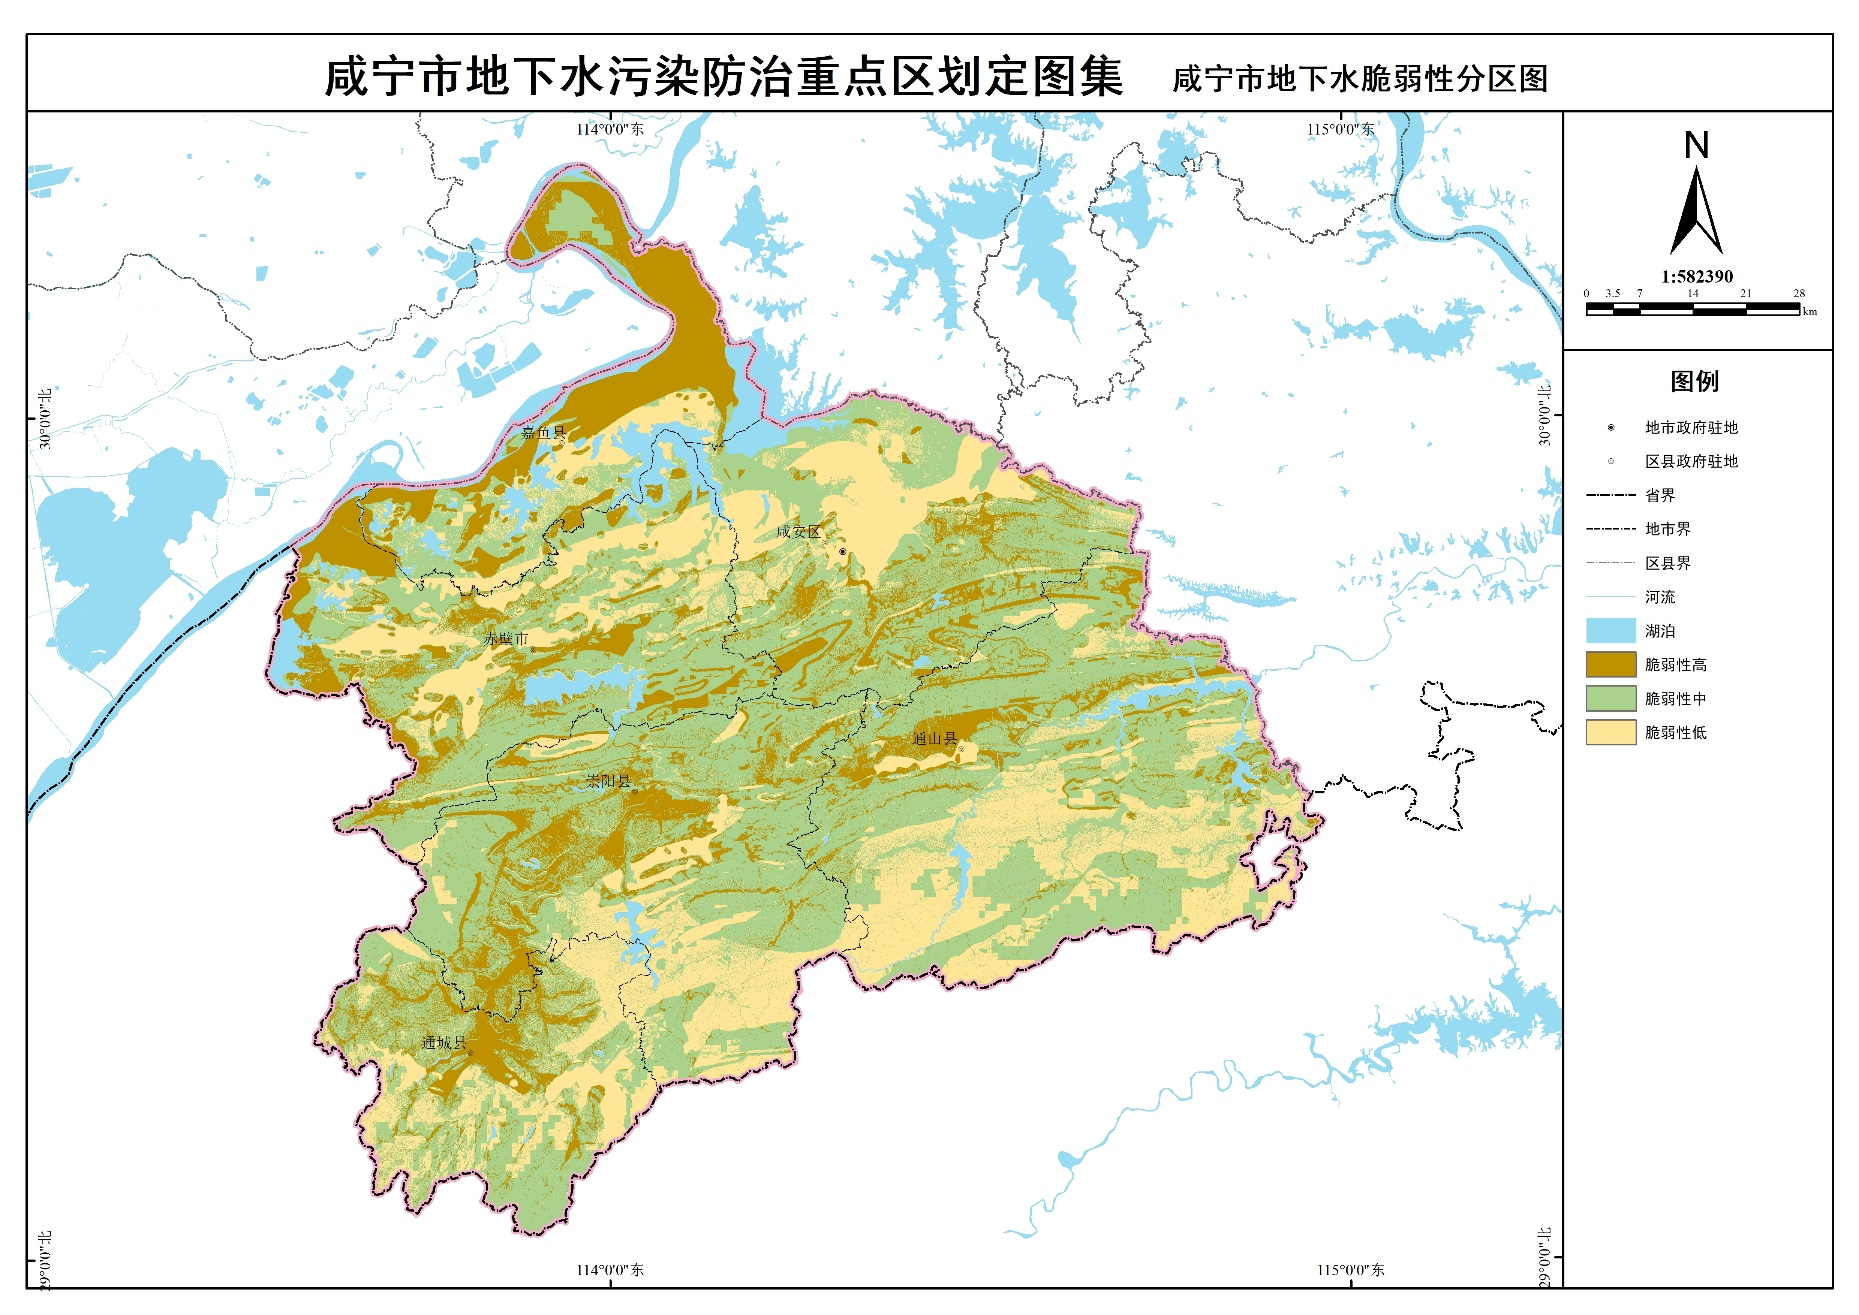 咸宁市地下水污染防治重点区划定图集 咸宁市地下水脆弱性分区图
114°0'0"东
115°0'0"东
N
1:582390
0 3.5 7 14 21 28
km
图例
地市政府驻地
区县政府驻地
省界
地市界
区县界
河流
湖泊
脆弱性高
脆弱性中
脆弱性低
30°0'0"北
30°0'0"北
嘉鱼县
咸安区
赤壁市
通山县
崇阳县
通城县
29°0'0"北
29°0'0"北
114°0'0"东
115°0'0"东